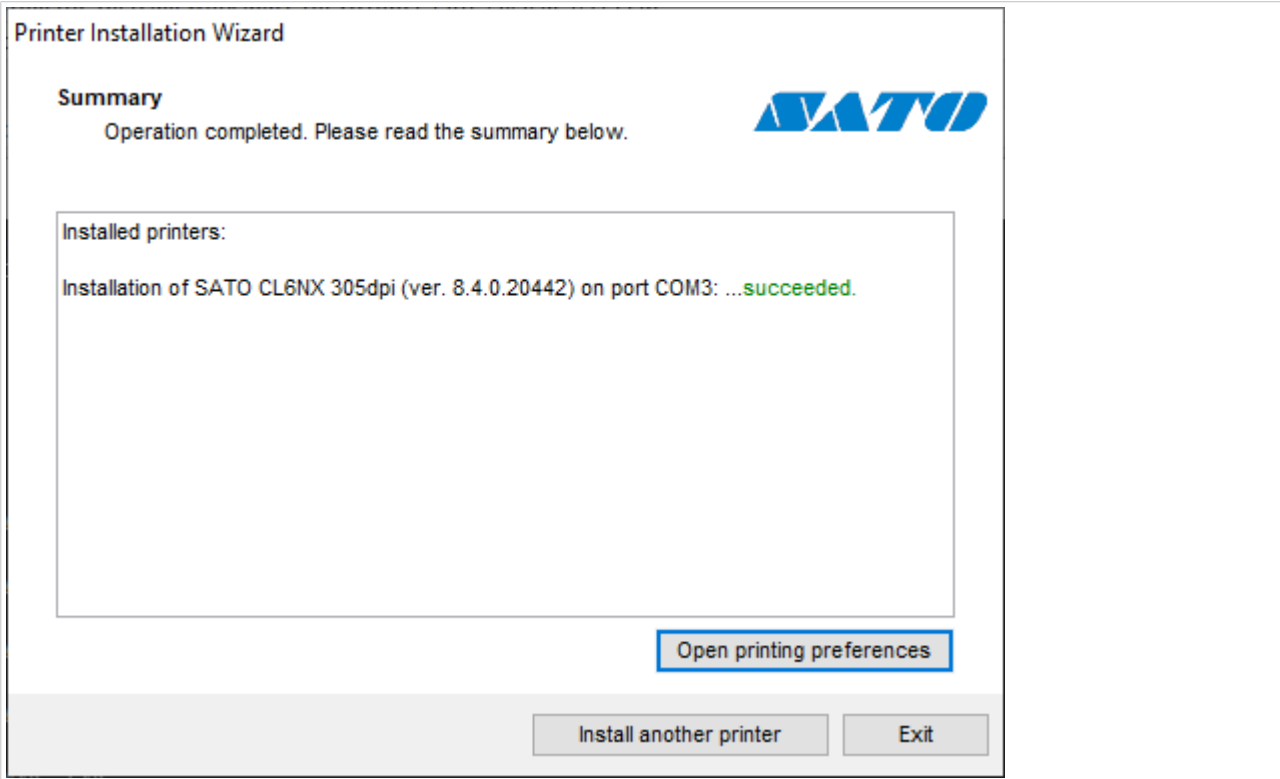 Printer Installation Wizard
Summary
Operation completed. Please read the summary below.
SATO
Installed printers:
Installation of SATO CL6NX 305dpi (ver. 8.4.0.20442) on port COM3: ...succeeded.
Open printing preferences
Install another printer
Exit